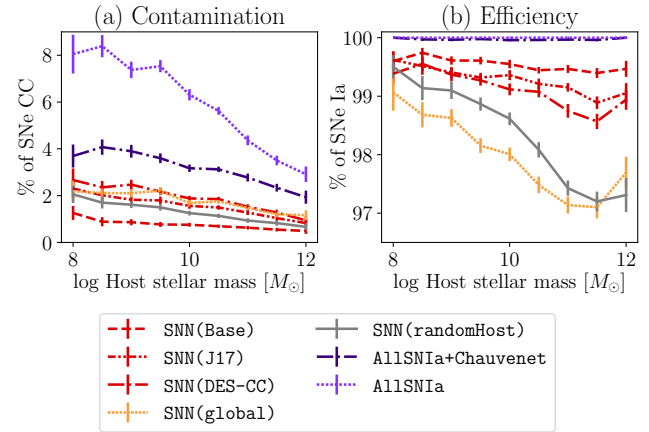 (a) Contamination
(b) Efficiency
% of SNe CC
8
6
4
2
0
8
10
12
log Host stellar mass [M⊙]
% of SNe Ia
100
99
98
97
8
10
12
log Host stellar mass [M⊙]
SNN(Base)
SNN(J17)
SNN(DES-CC)
SNN(global)
SNN(randomHost)
AllSNIa+Chauvenet
AllSNIa